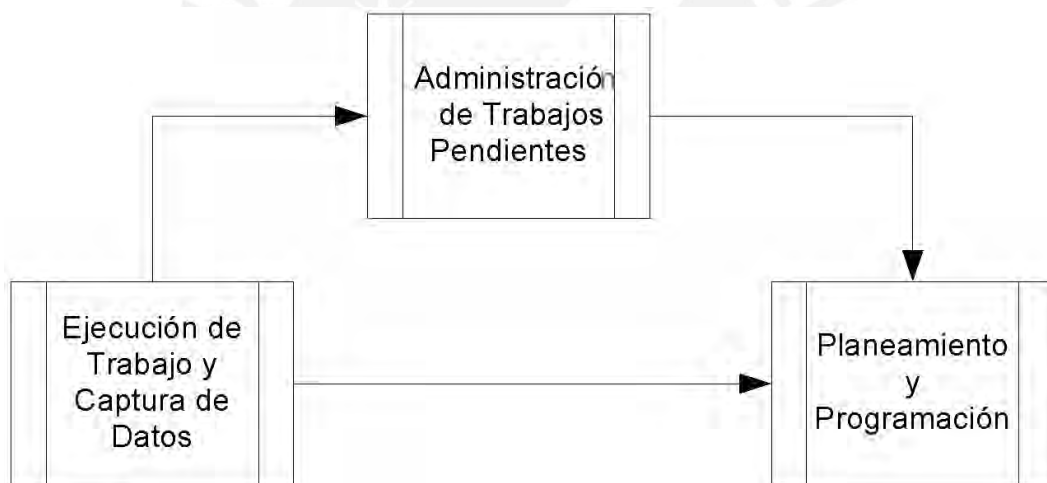 Administración
de Trabajos
Pendientes
Ejecución de
Trabajo y
Captura de
Datos
Planeamiento
y
Programación